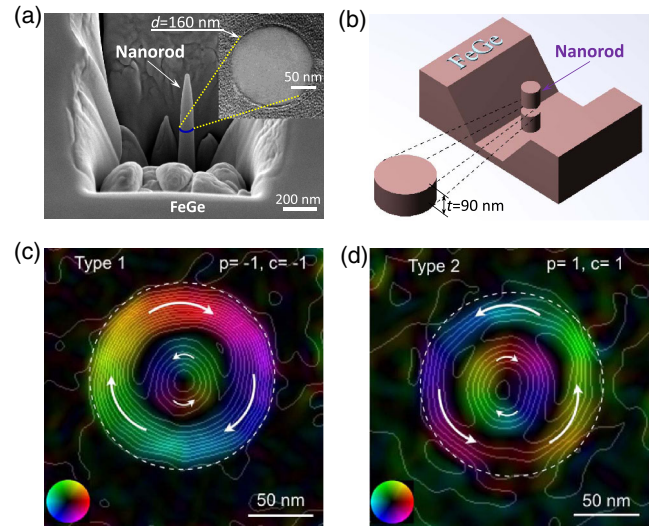 (a)
d=160 nm
Nanorod
50 nm
FeGe
200 nm
(b)
FeGe
Nanorod
t=90 nm
(c)
Type 1
p= -1, c= -1
50 nm
(d)
Type 2
p= 1, c= 1
50 nm